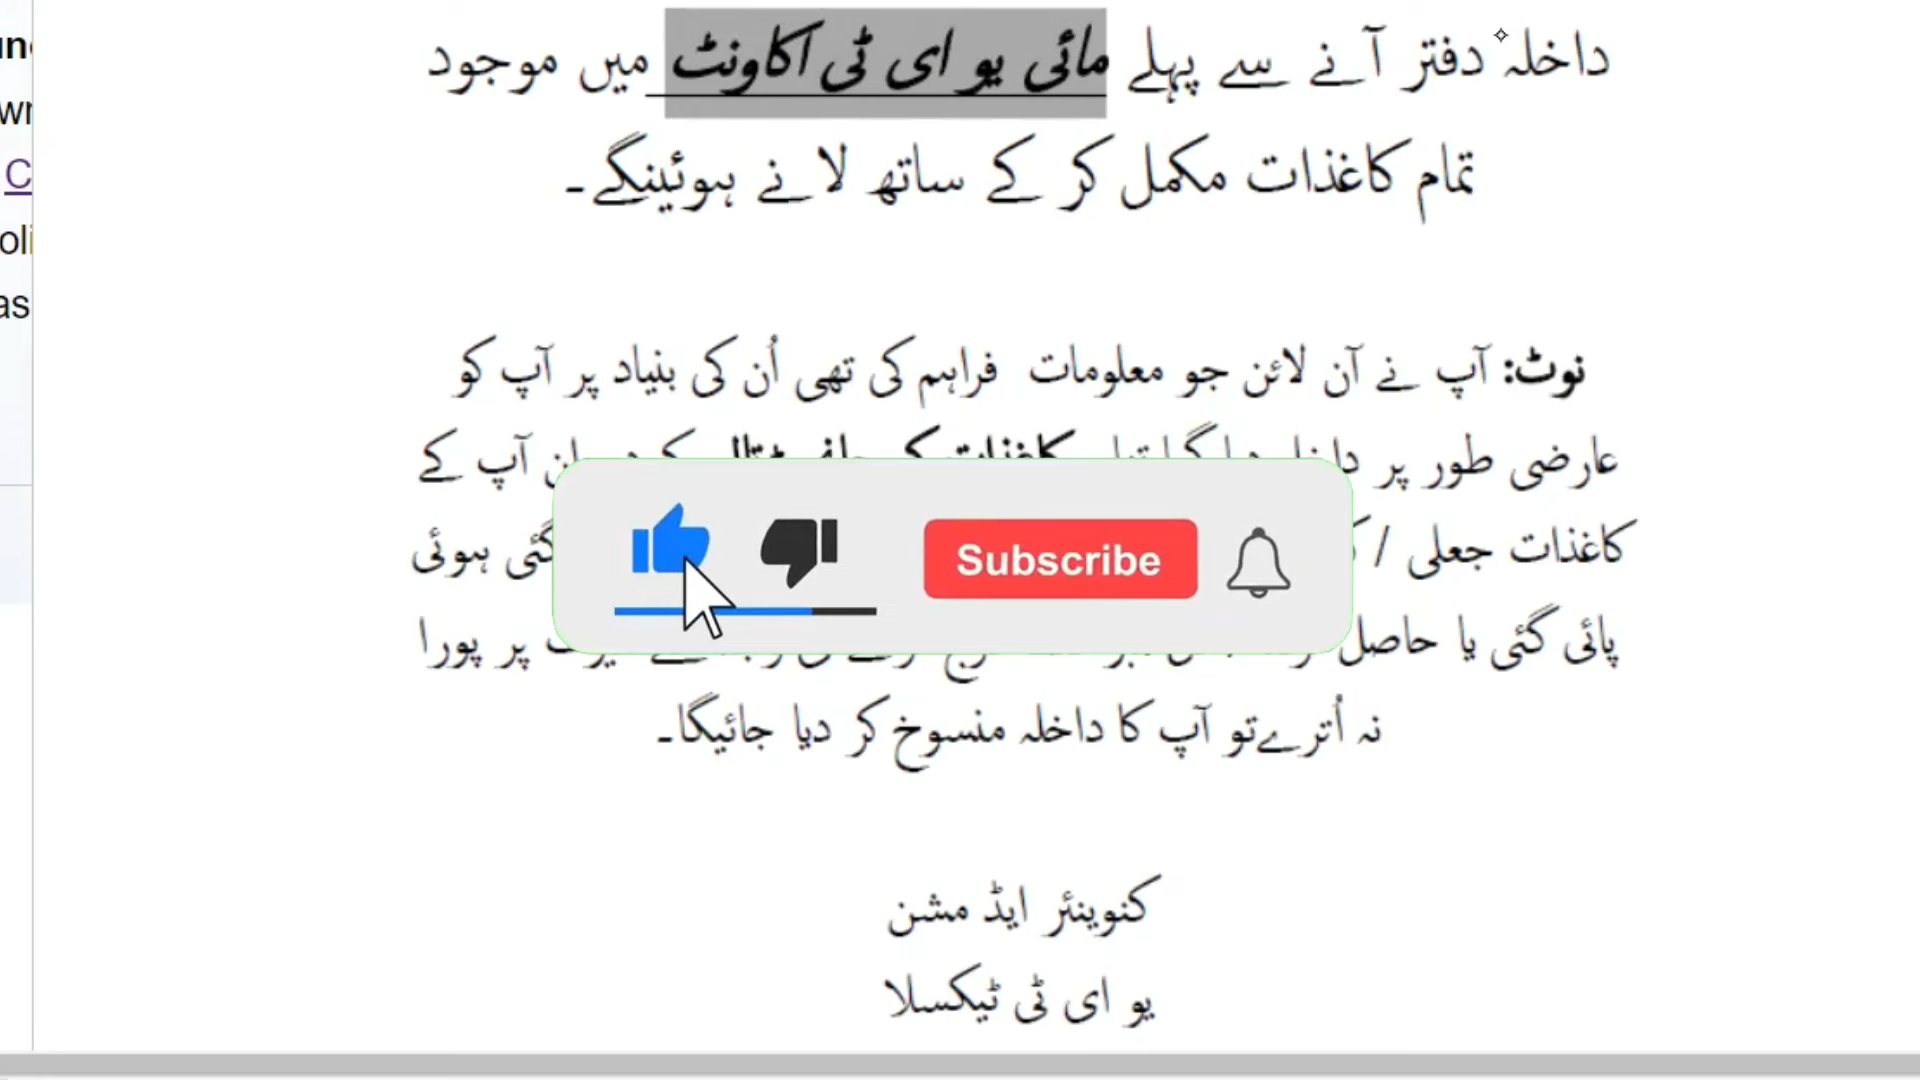 داخلہ دفتر آنے سے پہلے مائی یو ای ٹی اکاونٹ میں موجود
تمام کاغذات مکمل کر کے ساتھ لانے ہوئینگے۔
نوٹ: آپ نے آن لائن جو معلومات فراہم کی تھی اُن کی بنیاد پر آپ کو
عارضی طور پر آپ کے
کاغذات جعلی / گئی ہوئی
پائی گئی یا حاصل پر پورا
نہ اُترے تو آپ کا داخلہ منسوخ کر دیا جائیگا۔
Subscribe
کنوینئر ایڈ مشن
یو ای ٹی ٹیکسلا